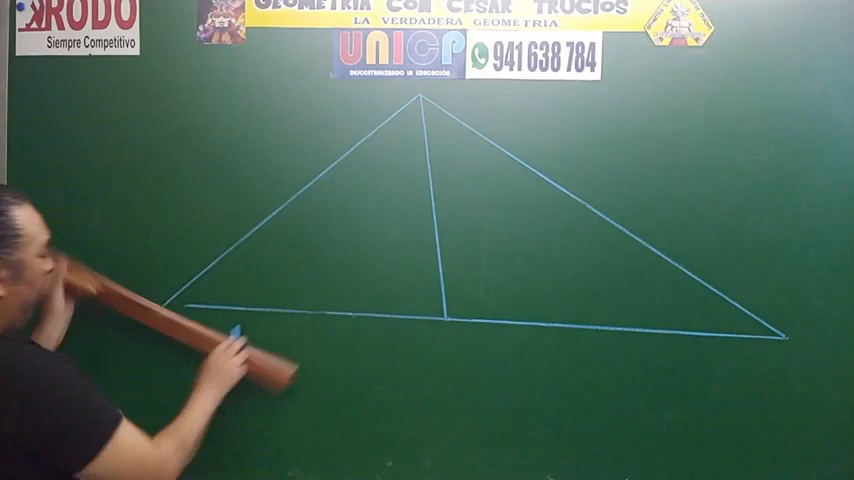 RODO
Siempre Competitivo
GEOMETRIA CON CESAR TRUCIOS
LA VERDADERA GEOMETRIA
UNICP
DESCENTRALIZANDO LA EDUCACIÓN
941 638 784